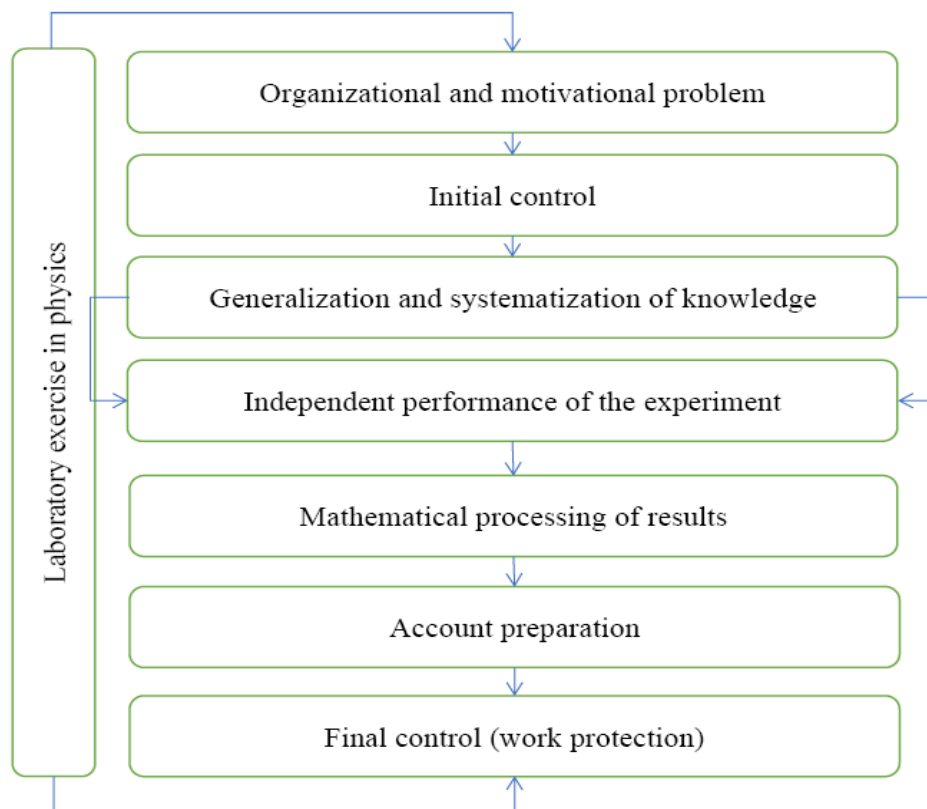 Laboratory exercise in physics
Organizational and motivational problem
Initial control
Generalization and systematization of knowledge
Independent performance of the experiment
Mathematical processing of results
Account preparation
Final control (work protection)